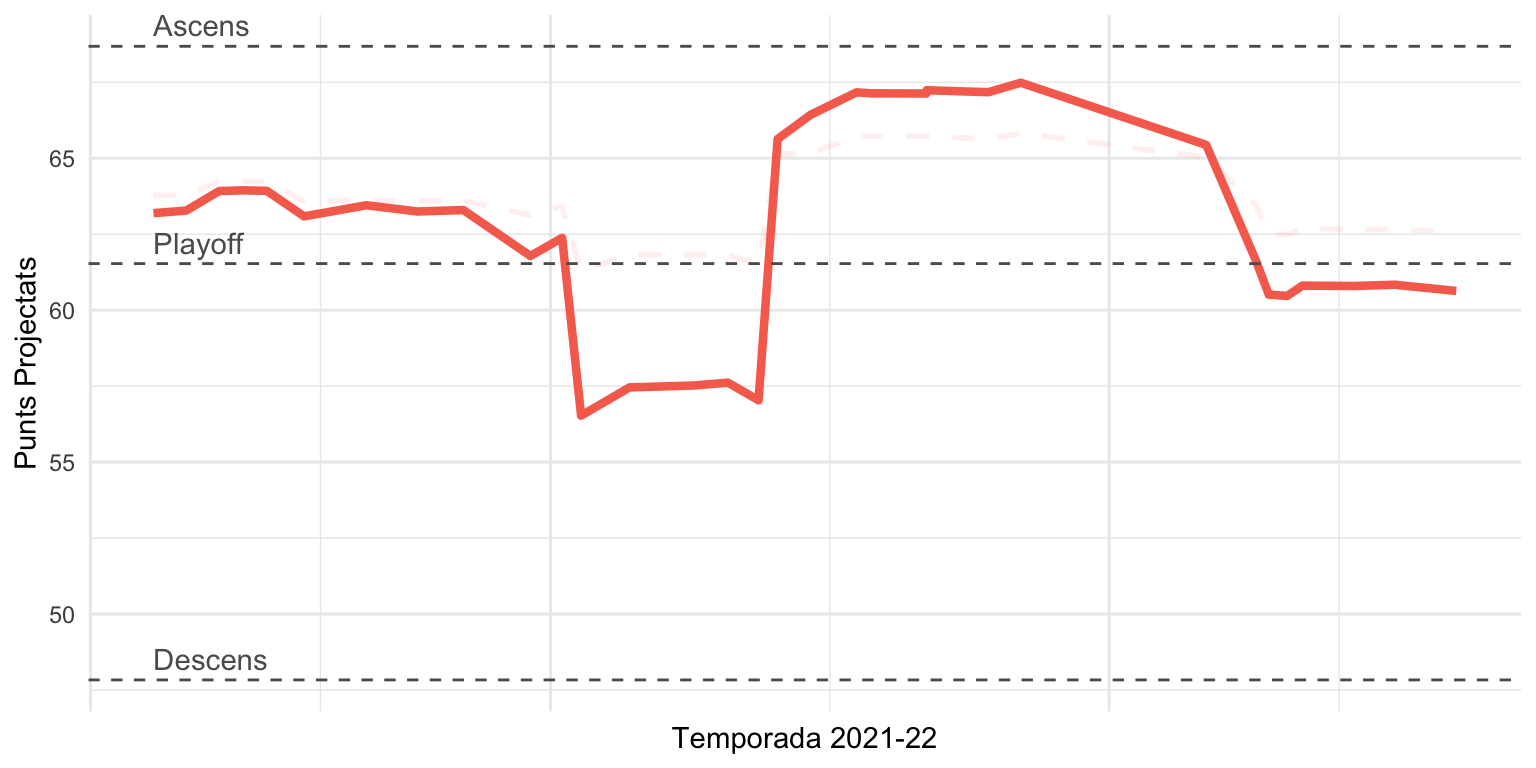 Ascens
65
Playoff
Punts Projectats
60
55
50
Descens
Temporada 2021-22